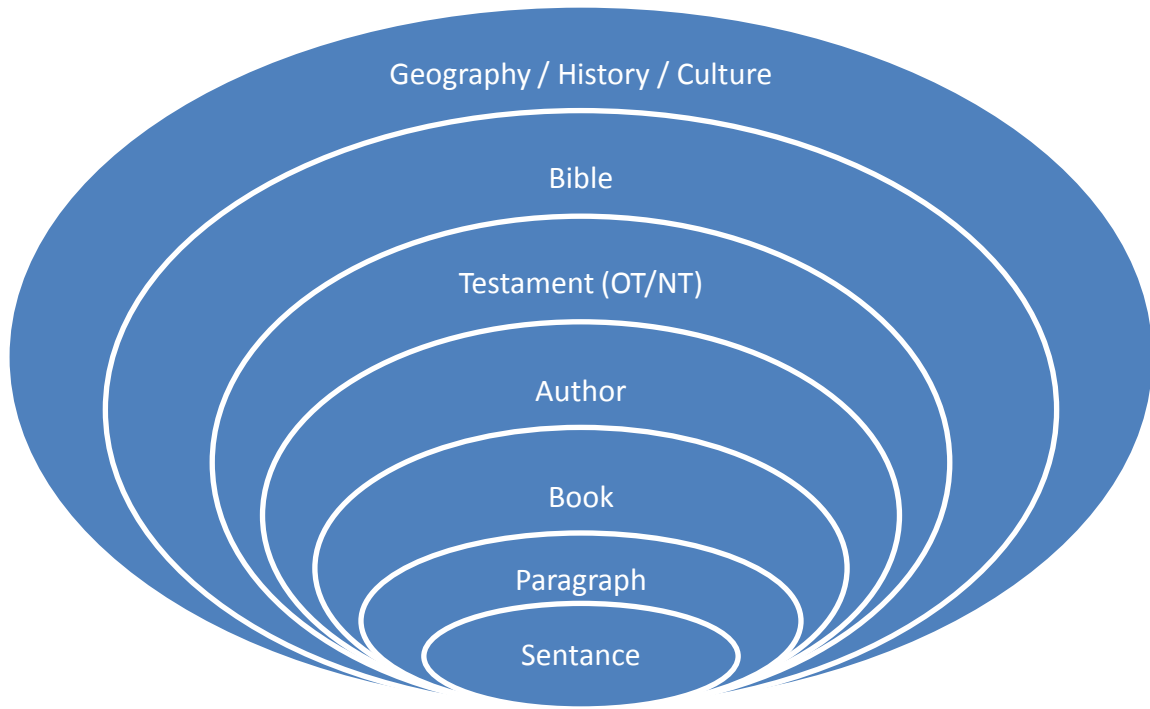 Geography / History / Culture
Bible
Testament (OT/NT)
Author
Book
Paragraph
Sentance